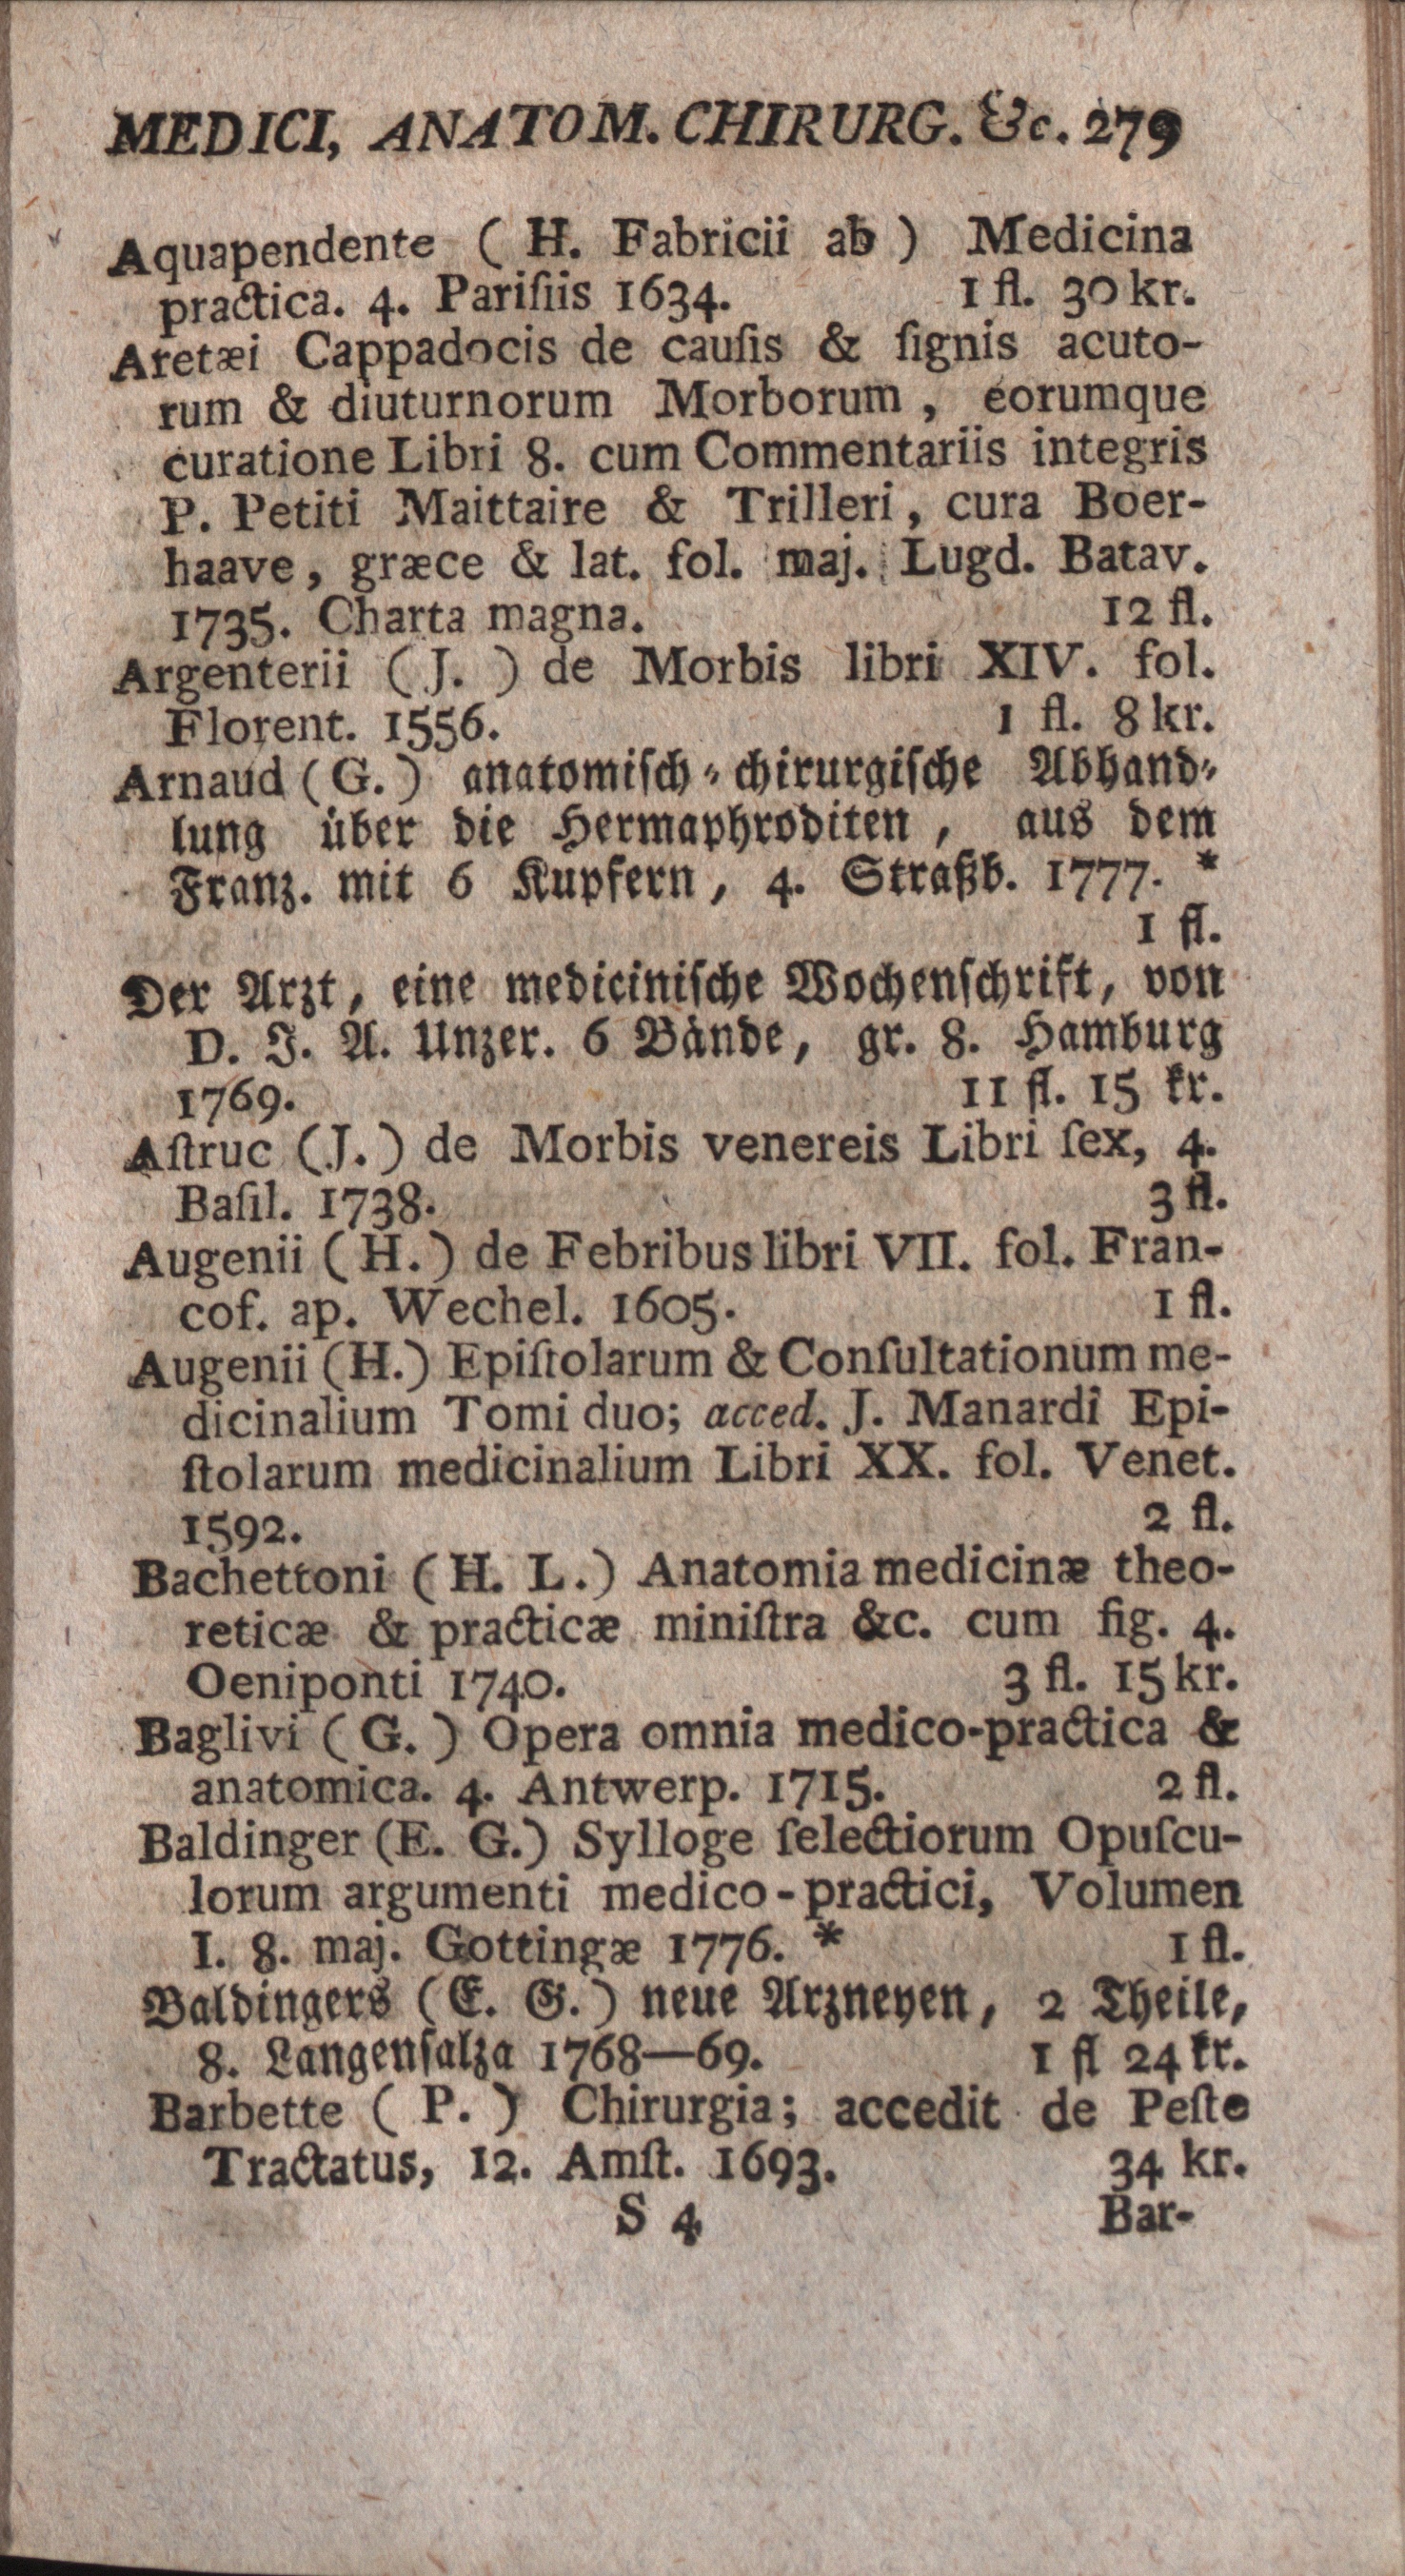 MEDICI, ANATOM. CHIRURG. &c. 279
Aquapendente ( H. Fabricii ab ) Medicina
practica. 4. Pariſiis 1634. 1 fl. 30 kr.
Aretæi Cappadocis de cauſis & ſignis acuto-
rum & diuturnorum Morborum , eorumque
curatione Libri 8. cum Commentariis integris
P. Petiti Maittaire & Trilleri, cura Boer-
haave, græce & lat. fol. maj. Lugd. Batav.
1735. Charta magna. 12 fl.
Argenterii ( J. ) de Morbis libri XIV. fol.
Florent. 1556. 1 fl. 8 kr.
Arnaud (G.) anatomiſch-chirurgiſche Abhand-
lung über die Hermaphroditen, aus dem
Franz. mit 6 Kupfern, 4. Straßb. 1777. *
1 fl.
Der Arzt, eine mediciniſche Wochenſchrift, von
D. J. A. Unzer. 6 Bände, gr. 8. Hamburg
1769. 11 fl. 15 kr.
Aſtruc (J.) de Morbis venereis Libri ſex, 4.
Baſil. 1738. 3 fl.
Augenii (H.) de Febribus libri VII. fol. Fran-
cof. ap. Wechel. 1605. 1 fl.
Augenii (H.) Epiſtolarum & Conſultationum me-
dicinalium Tomi duo; acced. J. Manardi Epi-
ſtolarum medicinalium Libri XX. fol. Venet.
1592. 2 fl.
Bachettoni (H. L.) Anatomia medicinæ theo-
reticæ & practicæ miniſtra &c. cum fig. 4.
Oeniponti 1740. 3 fl. 15 kr.
Baglivi (G.) Opera omnia medico-practica &
anatomica. 4. Antwerp. 1715. 2 fl.
Baldinger (E. G.) Sylloge ſelectiorum Opuſcu-
lorum argumenti medico-practici, Volumen
I. 8. maj. Gottingæ 1776. * 1 fl.
Baldingers (E. G.) neue Arzneyen, 2 Theile,
8. Langenſalza 1768—69. 1 fl 24 kr.
Barbette ( P. ) Chirurgia; accedit de Peſte
Tractatus, 12. Amſt. 1693. 34 kr.
S 4 Bar-